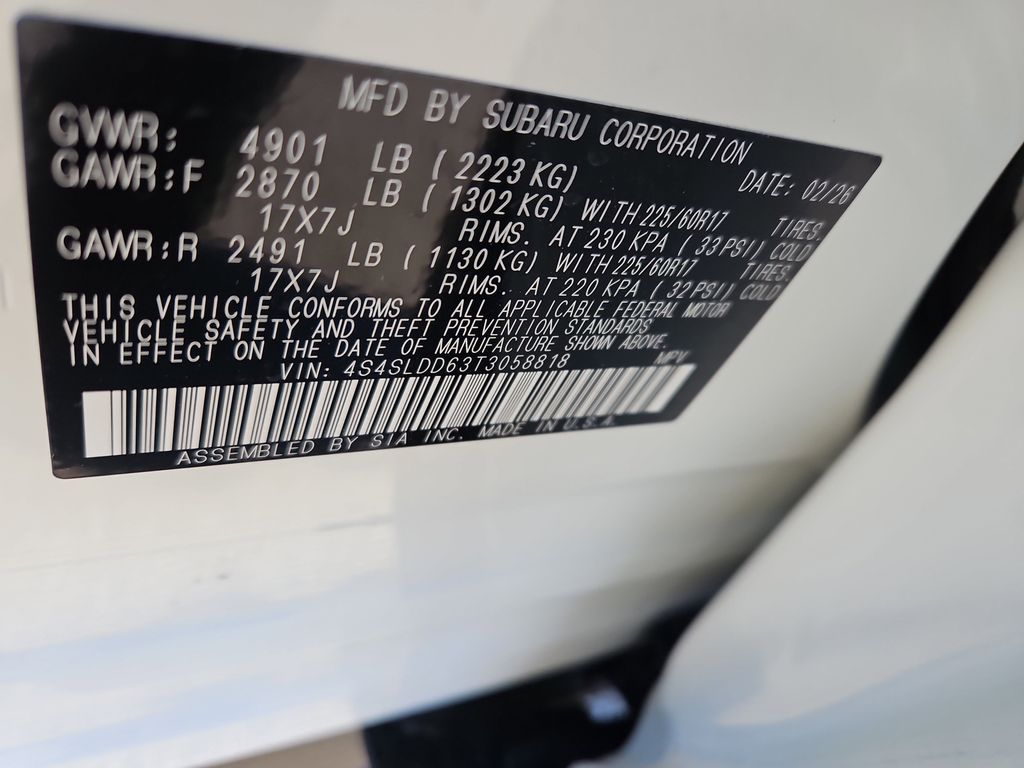 MFD BY SUBARU CORPORATION
GVWR: 4901 LB (2223 KG) DATE: 02/26
GAWR:F 2870 LB (1302 KG) WITH 225/60R17 TIRES.
17X7J RIMS. AT 230 KPA (33 PSI) COLD
GAWR:R 2491 LB (1130 KG) WITH 225/60R17 TIRES.
17X7J RIMS. AT 220 KPA (32 PSI) COLD
THIS VEHICLE CONFORMS TO ALL APPLICABLE FEDERAL MOTOR
VEHICLE SAFETY AND THEFT PREVENTION STANDARDS
IN EFFECT ON THE DATE OF MANUFACTURE SHOWN ABOVE.
VIN: 4S4SLDD63T3058818 MPV
ASSEMBLED BY SIA INC. MADE IN U.S.A.